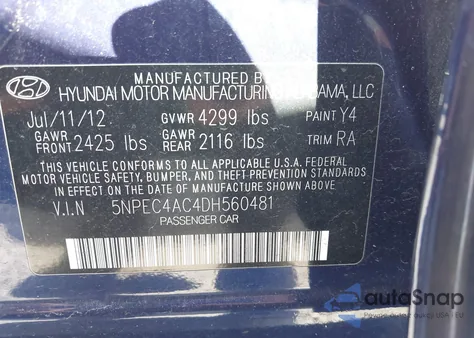 MANUFACTURED BY
HYUNDAI MOTOR MANUFACTURING ALABAMA, LLC
Jul/11/12 GVWR 4299 lbs PAINT Y4
GAWR FRONT 2425 lbs GAWR REAR 2116 lbs TRIM RA
THIS VEHICLE CONFORMS TO ALL APPLICABLE U.S.A. FEDERAL
MOTOR VEHICLE SAFETY, BUMPER, AND THEFT PREVENTION STANDARDS
IN EFFECT ON THE DATE OF MANUFACTURE SHOWN ABOVE.
V.I.N 5NPEC4AC4DH560481
PASSENGER CAR
autoSnap